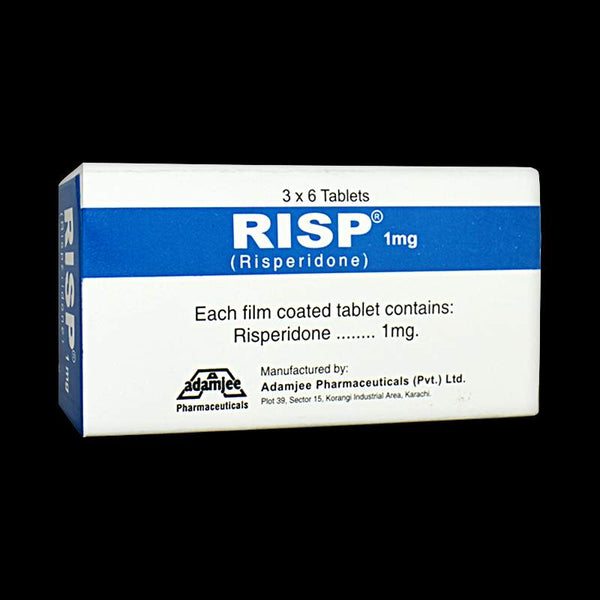 3 x 6 Tablets
RISP® 1mg
(Risperidone)
Each film coated tablet contains:
Risperidone ........ 1mg.
adamjee
Pharmaceuticals
Manufactured by:
Adamjee Pharmaceuticals (Pvt.) Ltd.
Plot 39, Sector 15, Korangi Industrial Area, Karachi.
RISP® 1mg
(Risperidone)